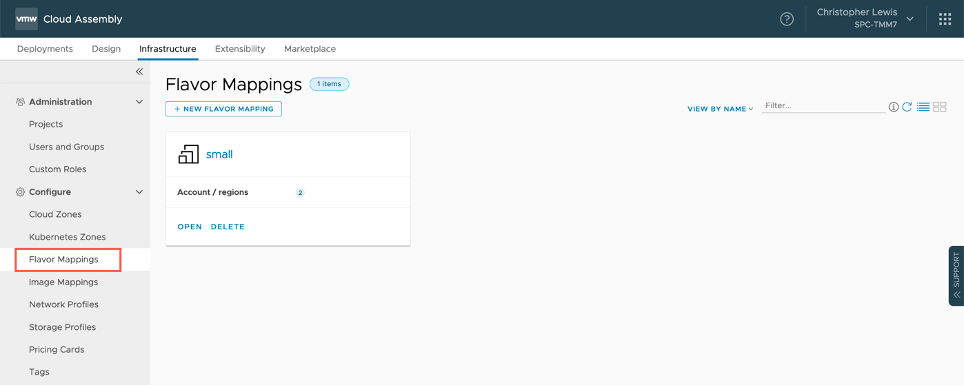 vmw Cloud Assembly
Christopher Lewis
SPC-TMM7
Deployments Design Infrastructure Extensibility Marketplace
Administration
Projects
Users and Groups
Custom Roles
Configure
Cloud Zones
Kubernetes Zones
Flavor Mappings
Image Mappings
Network Profiles
Storage Profiles
Pricing Cards
Tags
Flavor Mappings 1 items
+ NEW FLAVOR MAPPING
VIEW BY NAME
Filter...
small
Account / regions 2
OPEN DELETE
SUPPORT